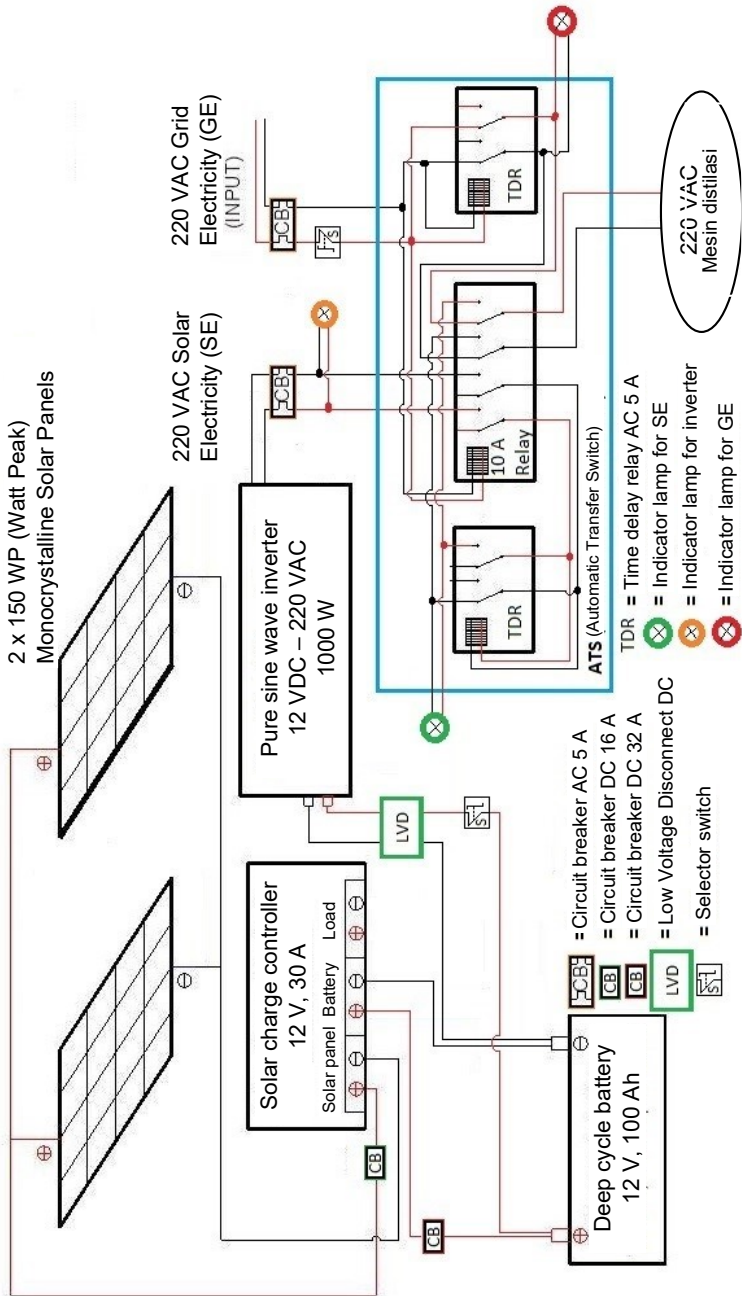 2 x 150 WP (Watt Peak)
Monocrystalline Solar Panels
220 VAC Solar
Electricity (SE)
220 VAC Grid
Electricity (GE)
(INPUT)
CB
CB
S
Pure sine wave inverter
12 VDC – 220 VAC
1000 W
Solar charge controller
12 V, 30 A
Solar panel Battery Load
LVD
S
CB
CB
Deep cycle battery
12 V, 100 Ah
TDR
10 A
Relay
TDR
220 VAC
Mesin distilasi
ATS (Automatic Transfer Switch)
TDR = Time delay relay AC 5 A
= Indicator lamp for SE
= Indicator lamp for inverter
= Indicator lamp for GE
CB = Circuit breaker AC 5 A
CB = Circuit breaker DC 16 A
CB = Circuit breaker DC 32 A
LVD = Low Voltage Disconnect DC
S = Selector switch